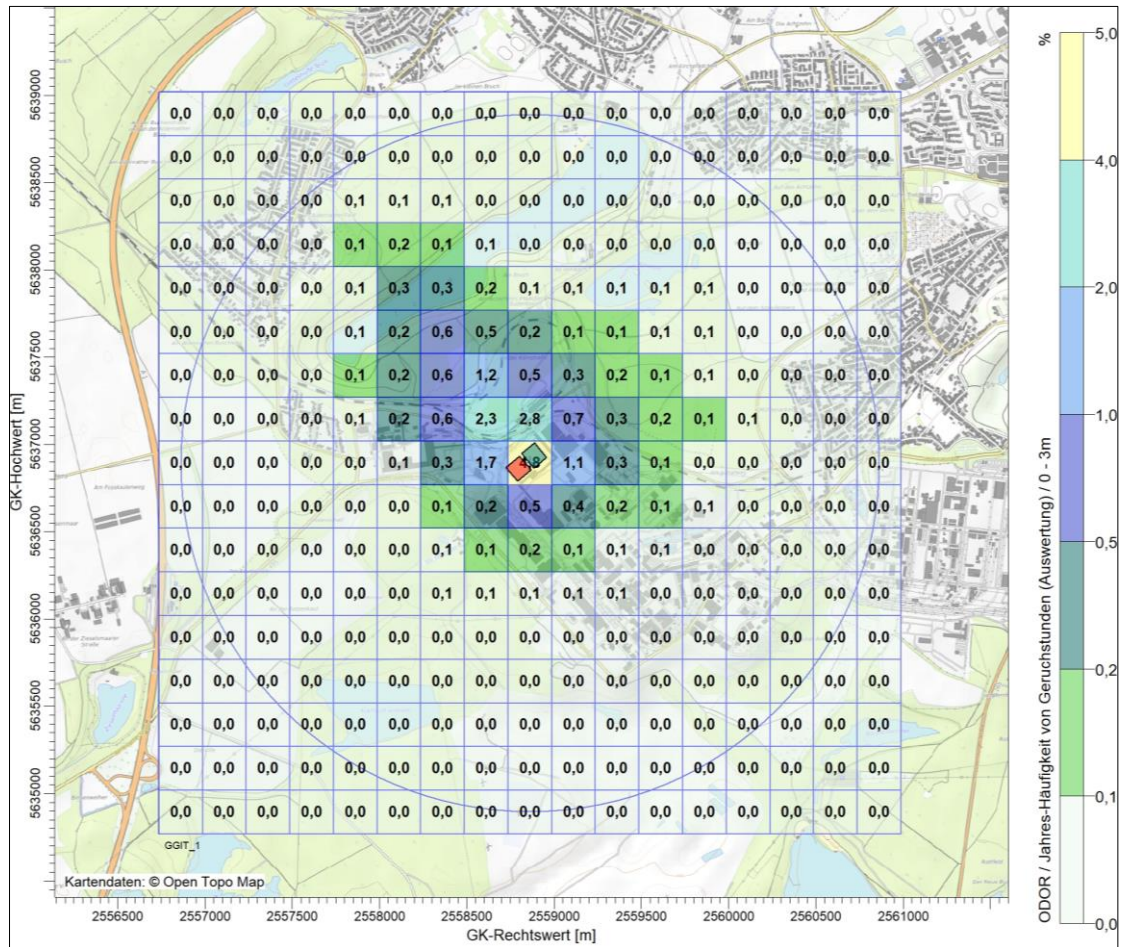 0,0 0,0 0,0 0,0 0,0 0,0 0,0 0,0 0,0 0,0 0,0 0,0 0,0 0,0 0,0 0,0 0,0
0,0 0,0 0,0 0,0 0,0 0,0 0,0 0,0 0,0 0,0 0,0 0,0 0,0 0,0 0,0 0,0 0,0
0,0 0,0 0,0 0,0 0,1 0,1 0,1 0,0 0,0 0,0 0,0 0,0 0,0 0,0 0,0 0,0 0,0
0,0 0,0 0,0 0,0 0,1 0,2 0,1 0,1 0,0 0,0 0,0 0,0 0,0 0,0 0,0 0,0 0,0
0,0 0,0 0,0 0,0 0,1 0,3 0,3 0,2 0,1 0,1 0,1 0,1 0,1 0,0 0,0 0,0 0,0
0,0 0,0 0,0 0,0 0,1 0,2 0,6 0,5 0,2 0,1 0,1 0,1 0,1 0,0 0,0 0,0 0,0
0,0 0,0 0,0 0,0 0,1 0,2 0,6 1,2 0,5 0,3 0,2 0,1 0,1 0,0 0,0 0,0 0,0
0,0 0,0 0,0 0,0 0,1 0,2 0,6 2,3 2,8 0,7 0,3 0,2 0,1 0,1 0,0 0,0 0,0
0,0 0,0 0,0 0,0 0,0 0,1 0,3 1,7 4,8 1,1 0,3 0,1 0,0 0,0 0,0 0,0 0,0
0,0 0,0 0,0 0,0 0,0 0,0 0,1 0,2 0,5 0,4 0,2 0,1 0,1 0,0 0,0 0,0 0,0
0,0 0,0 0,0 0,0 0,0 0,0 0,1 0,1 0,2 0,1 0,1 0,1 0,0 0,0 0,0 0,0 0,0
0,0 0,0 0,0 0,0 0,0 0,0 0,1 0,1 0,1 0,1 0,1 0,0 0,0 0,0 0,0 0,0 0,0
0,0 0,0 0,0 0,0 0,0 0,0 0,0 0,0 0,0 0,0 0,0 0,0 0,0 0,0 0,0 0,0 0,0
0,0 0,0 0,0 0,0 0,0 0,0 0,0 0,0 0,0 0,0 0,0 0,0 0,0 0,0 0,0 0,0 0,0
0,0 0,0 0,0 0,0 0,0 0,0 0,0 0,0 0,0 0,0 0,0 0,0 0,0 0,0 0,0 0,0 0,0
0,0 0,0 0,0 0,0 0,0 0,0 0,0 0,0 0,0 0,0 0,0 0,0 0,0 0,0 0,0 0,0 0,0
0,0 0,0 0,0 0,0 0,0 0,0 0,0 0,0 0,0 0,0 0,0 0,0 0,0 0,0 0,0 0,0 0,0
GGIT_1
Kartendaten: © Open Topo Map
GK-Hochwert [m]
5639000
5638500
5638000
5637500
5637000
5636500
5636000
5635500
5635000
2556500 2557000 2557500 2558000 2558500 2559000 2559500 2560000 2560500 2561000
GK-Rechtswert [m]
ODOR / Jahres-Häufigkeit von Geruchstunden (Auswertung) / 0 - 3m
%
5,0
4,0
2,0
1,0
0,5
0,2
0,1
0,0